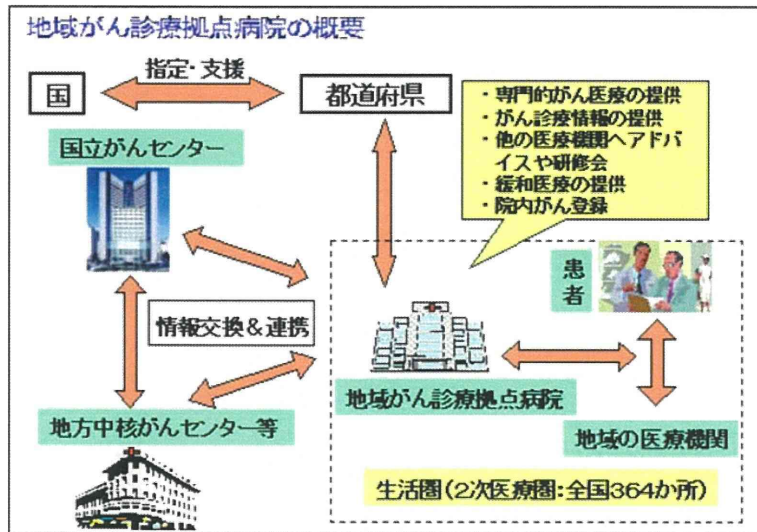 地域がん診療拠点病院の概要
指定・支援
国
都道府県
・専門的がん医療の提供
・がん診療情報の提供
・他の医療機関へアドバ
イスや研修会
・緩和医療の提供
・院内がん登録
国立がんセンター
患
者
情報交換&連携
地域がん診療拠点病院
地方中核がんセンター等
地域の医療機関
生活圏(2次医療圏:全国364か所)